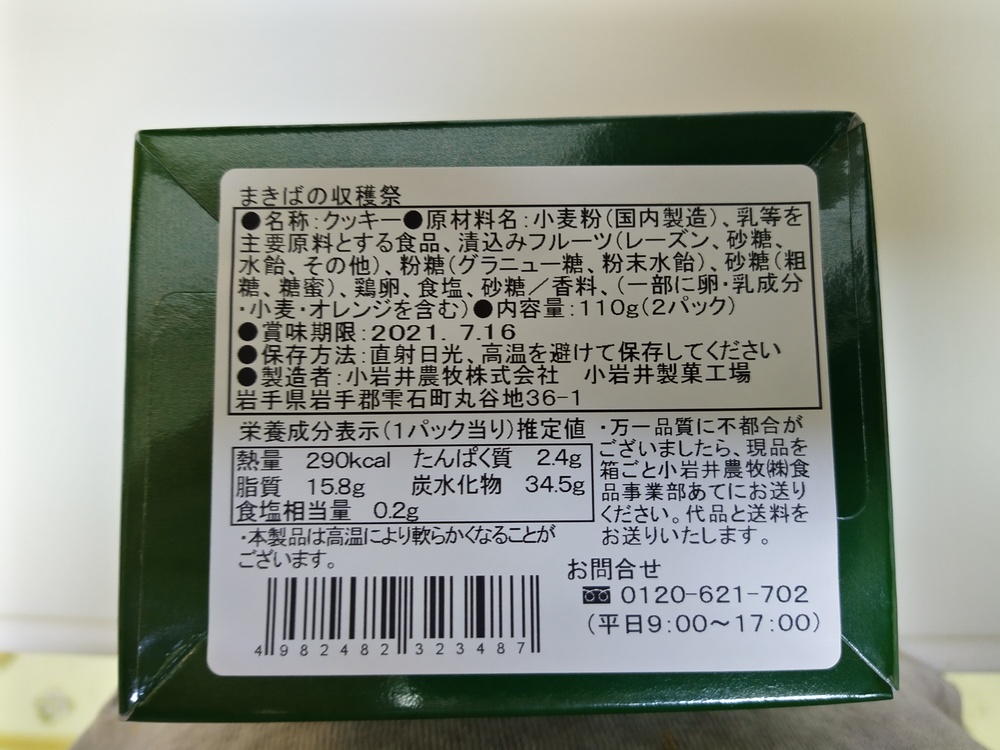 まきばの収穫祭
●名称:クッキー●原材料名:小麦粉(国内製造)、乳等を
主要原料とする食品、漬込みフルーツ(レーズン、砂糖、
水飴、その他)、粉糖(グラニュー糖、粉末水飴)、砂糖(粗
糖、糖蜜)、鶏卵、食塩、砂糖/香料、(一部に卵・乳成分
・小麦・オレンジを含む)●内容量:110g(2パック)
●賞味期限:2021. 7.16
●保存方法:直射日光、高温を避けて保存してください
●製造者:小岩井農牧株式会社 小岩井製菓工場
岩手県岩手郡雫石町丸谷地36-1
栄養成分表示(1パック当り)推定値
熱量 290kcal たんぱく質 2.4g
脂質 15.8g 炭水化物 34.5g
食塩相当量 0.2g
・本製品は高温により軟らかくなることが
ございます。
・万一品質に不都合が
ございましたら、現品を
箱ごと小岩井農牧㈱食
品事業部あてにお送り
ください。代品と送料を
お送りいたします。
お問合せ
0120-621-702
(平日9:00〜17:00)
4982482323487